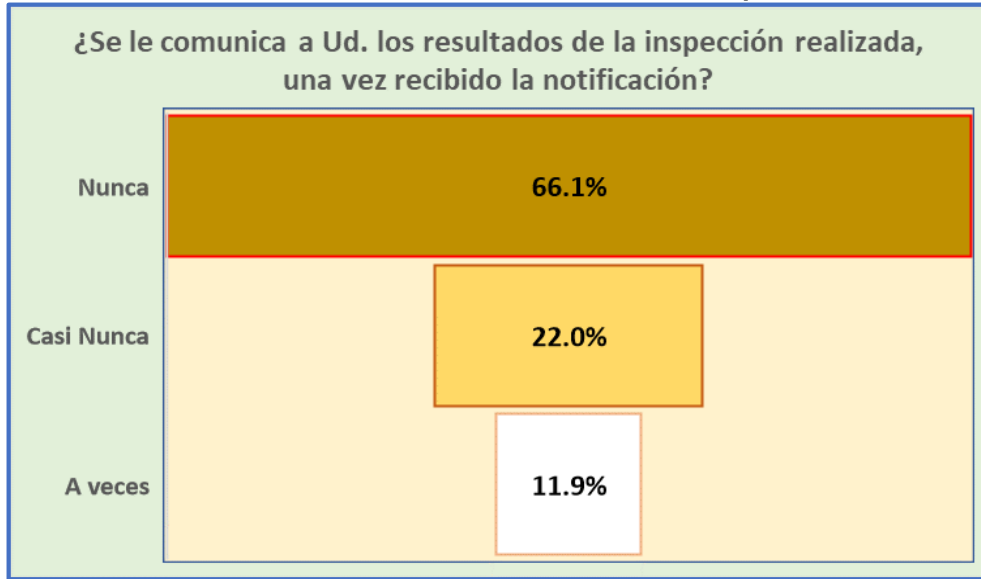 ¿Se le comunica a Ud. los resultados de la inspección realizada,
una vez recibido la notificación?
Nunca
66.1%
Casi Nunca
22.0%
A veces
11.9%